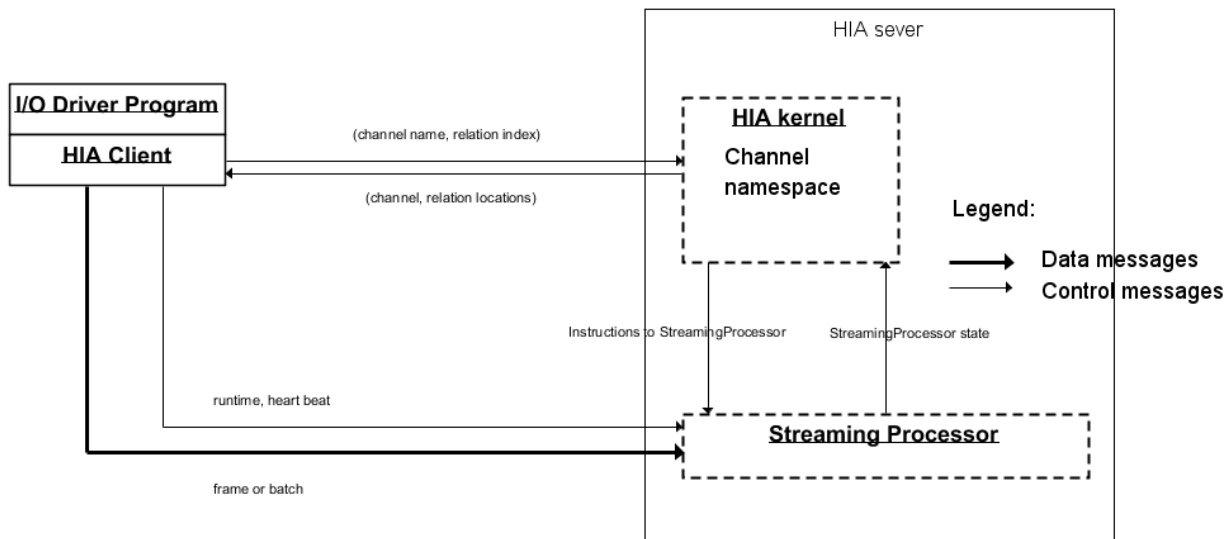 HIA sever
I/O Driver Program
HIA Client
(channel name, relation index)
(channel, relation locations)
HIA kernel
Channel
namespace
Legend:
Data messages
Control messages
Instructions to StreamingProcessor
StreamingProcessor state
runtime, heart beat
Streaming Processor
frame or batch